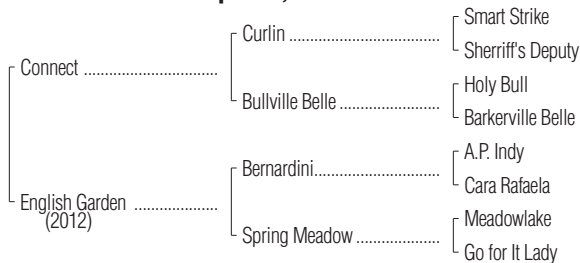 Smart Strike
Curlin
Sherriff's Deputy
Connect
Holy Bull
Bullville Belle
Barkerville Belle
A.P. Indy
Bernardini
Cara Rafaela
English Garden
(2012)
Meadowlake
Spring Meadow
Go for It Lady